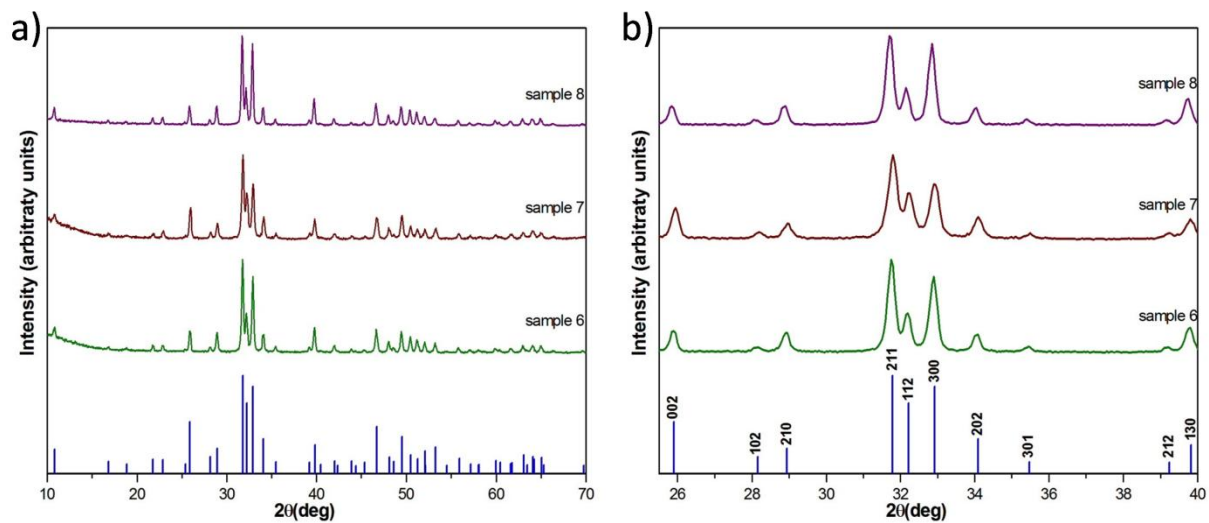 a)
Intensity (arbitraty units)
sample 8
sample 7
sample 6
10 20 30 40 50 60 70
2θ(deg)
b)
Intensity (arbitraty units)
sample 8
sample 7
sample 6
002
102
210
211
112
300
202
301
212
130
26 28 30 32 34 36 38 40
2θ(deg)